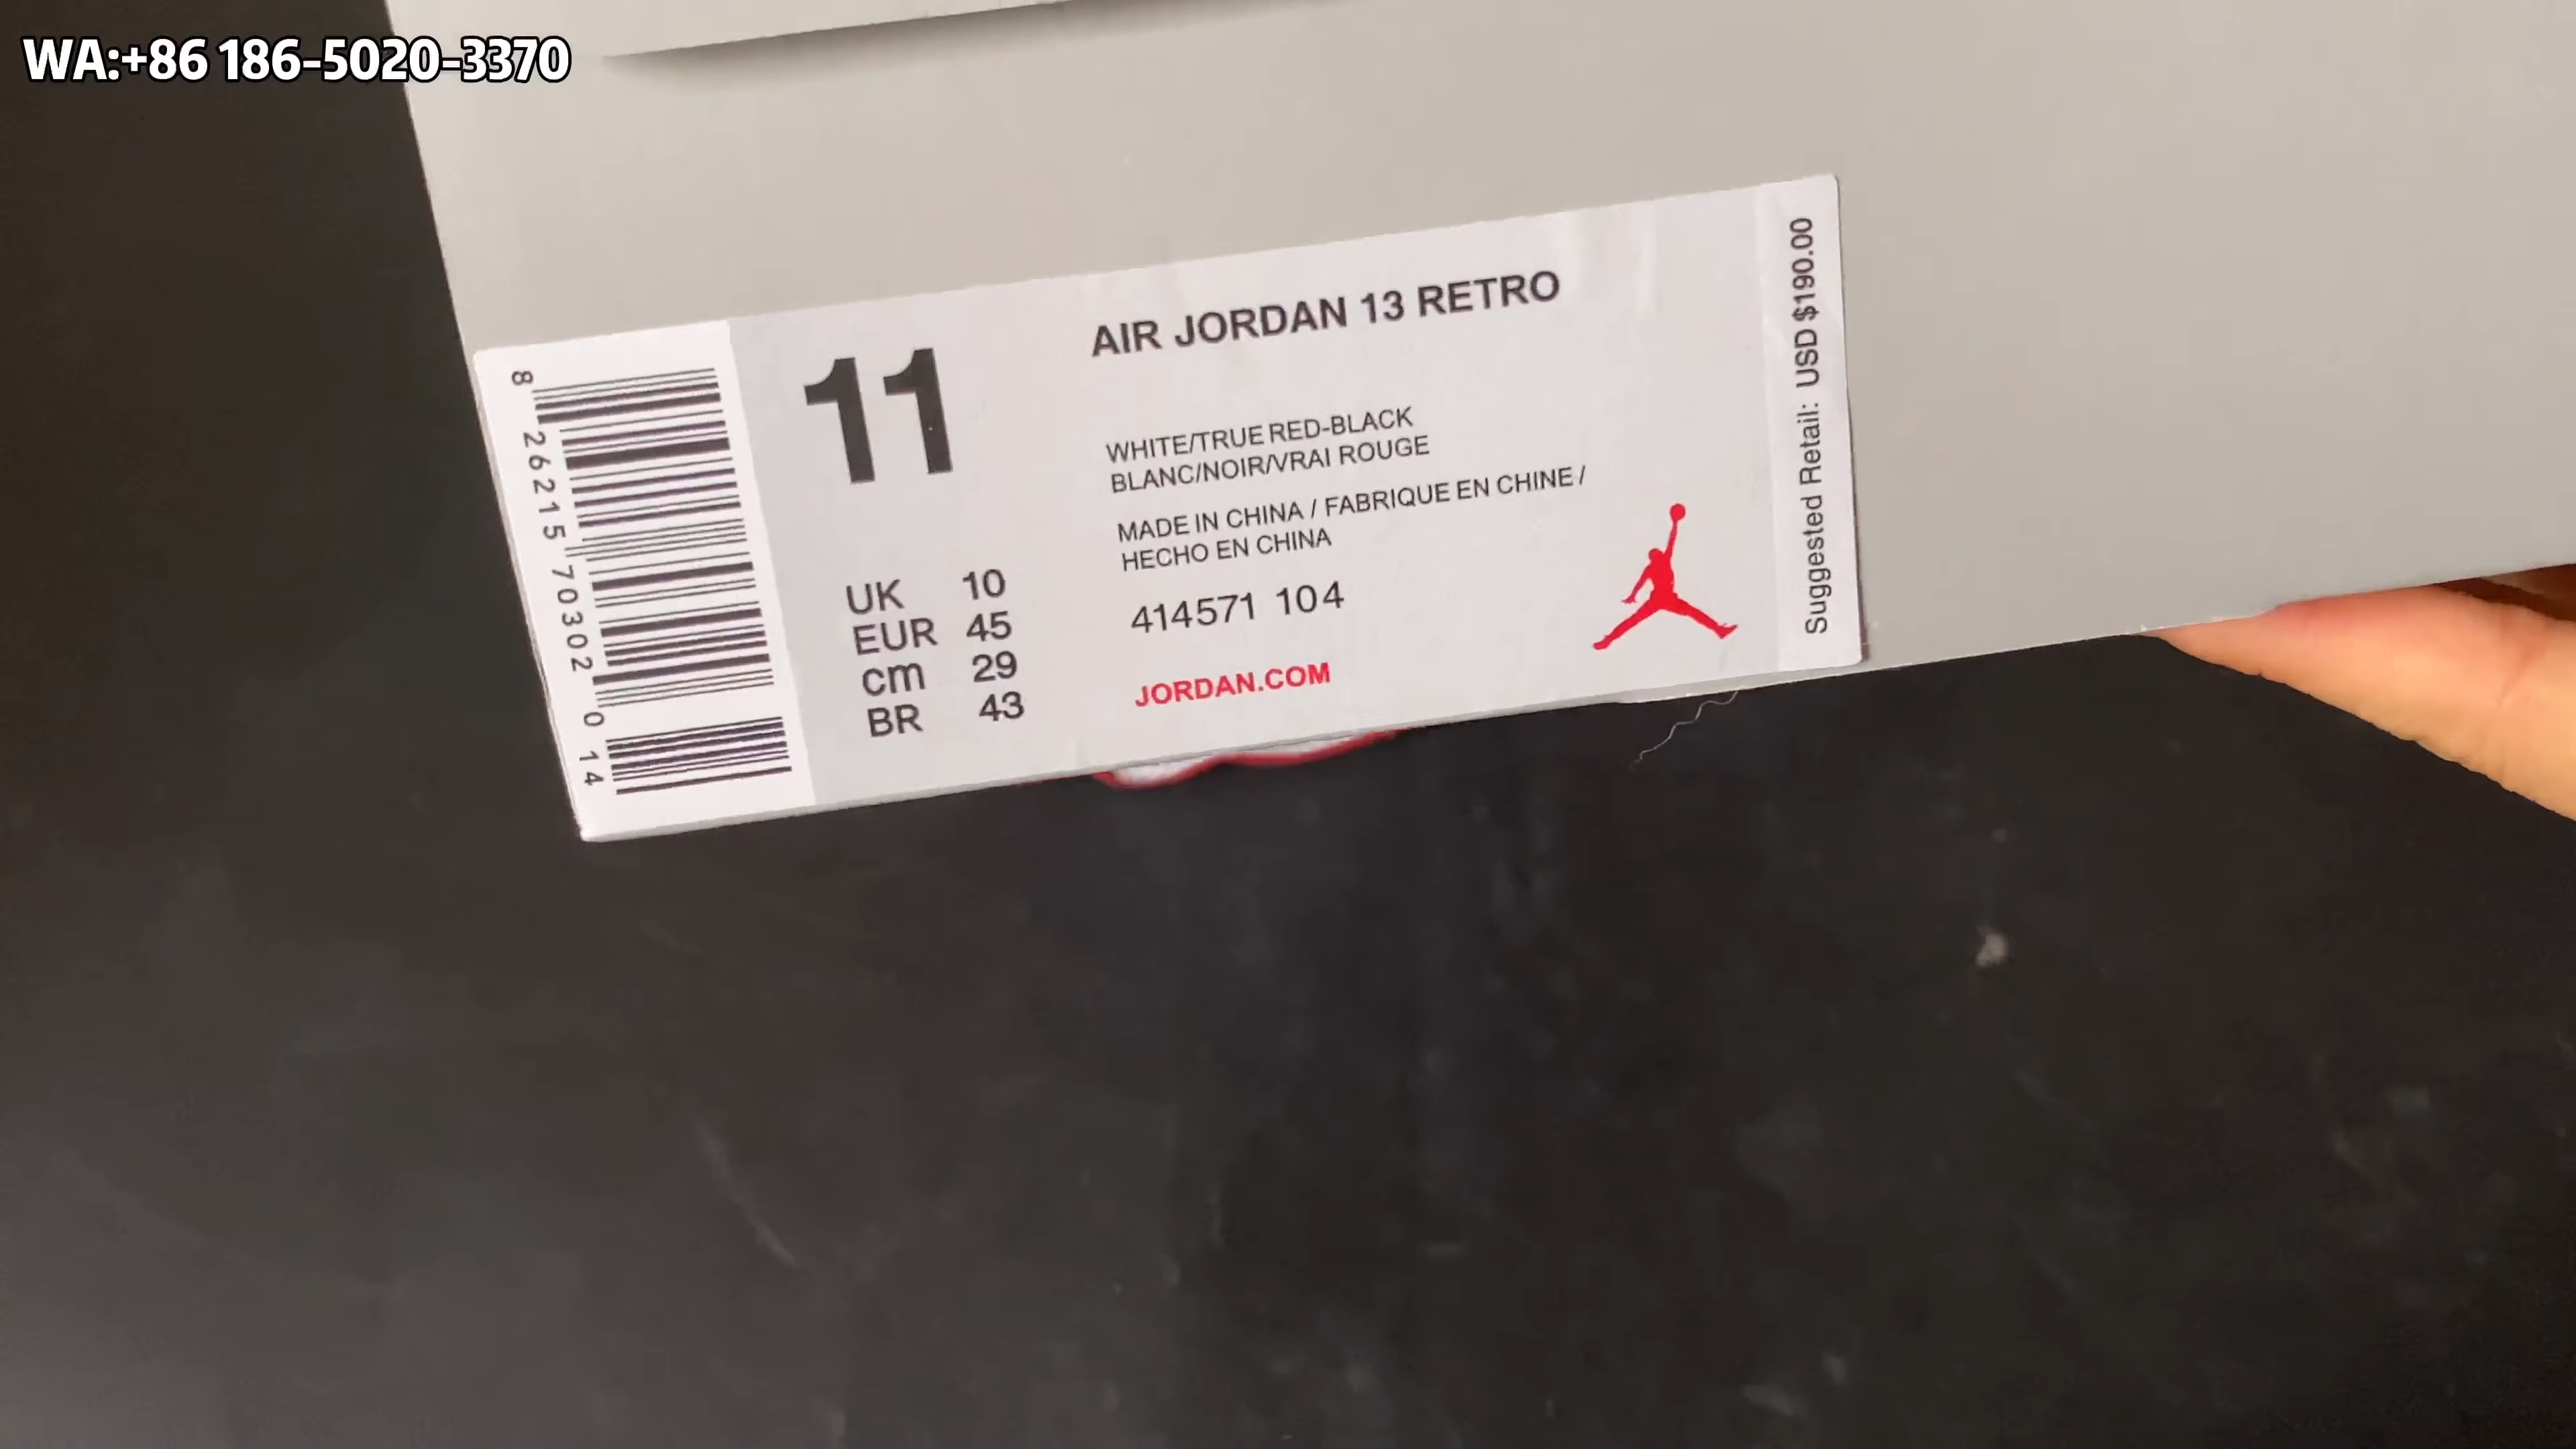 WA:+86 186-5020-3370
11
AIR JORDAN 13 RETRO
WHITE/TRUE RED-BLACK
BLANC/NOIR/VRAI ROUGE
MADE IN CHINA / FABRIQUE EN CHINE /
HECHO EN CHINA
414571 104
JORDAN.COM
UK 10
EUR 45
cm 29
BR 43
8 26215 70302 0 14
Suggested Retail: USD $190.00